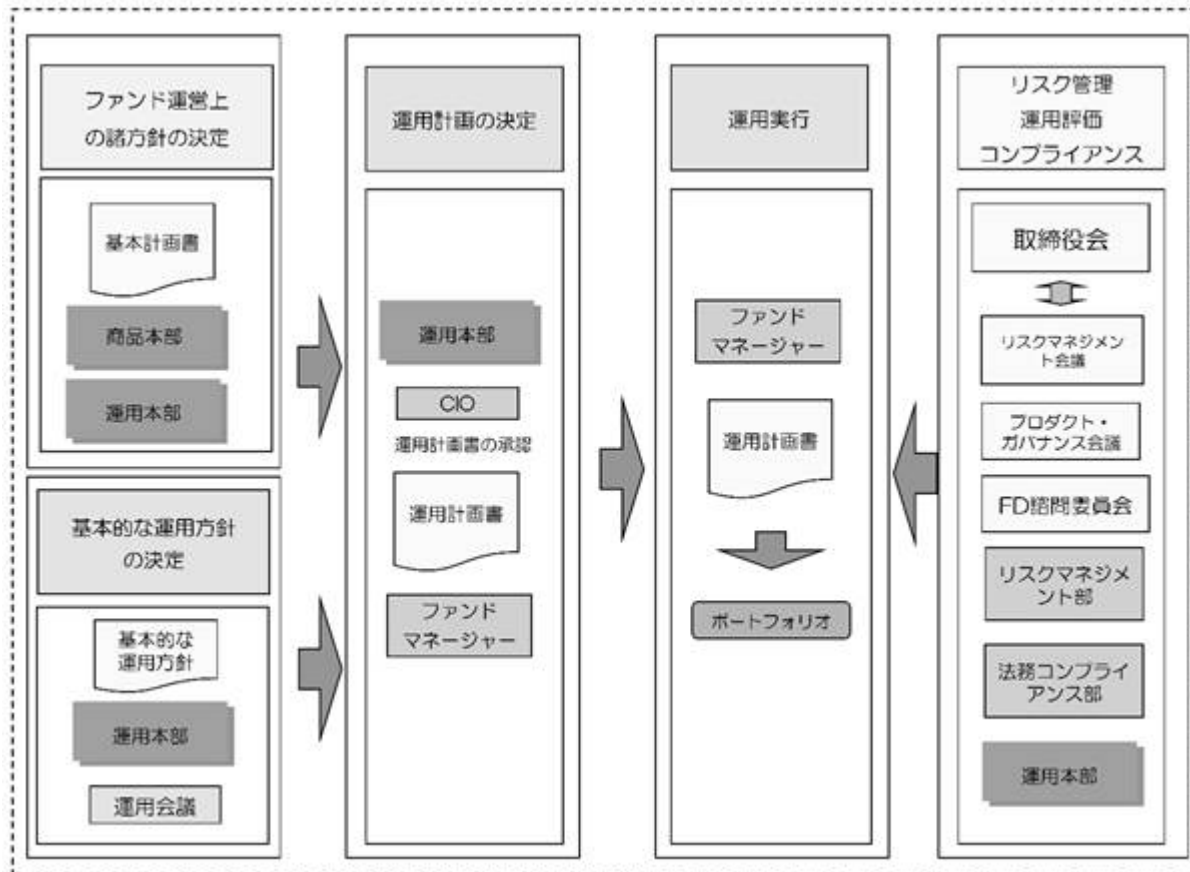 ファンド運営上
の諸方針の決定
基本計画書
商品本部
運用本部
基本的な運用方針
の決定
基本的な
運用方針
運用本部
運用会議
運用計画の決定
運用本部
CIO
運用計画書の承認
運用計画書
ファンド
マネージャー
運用実行
ファンド
マネージャー
運用計画書
ポートフォリオ
リスク管理
運用評価
コンプライアンス
取締役会
リスクマネジメン
ト会議
プロダクト・
ガバナンス会議
FD諮問委員会
リスクマネジメ
ント部
法務コンプライ
アンス部
運用本部